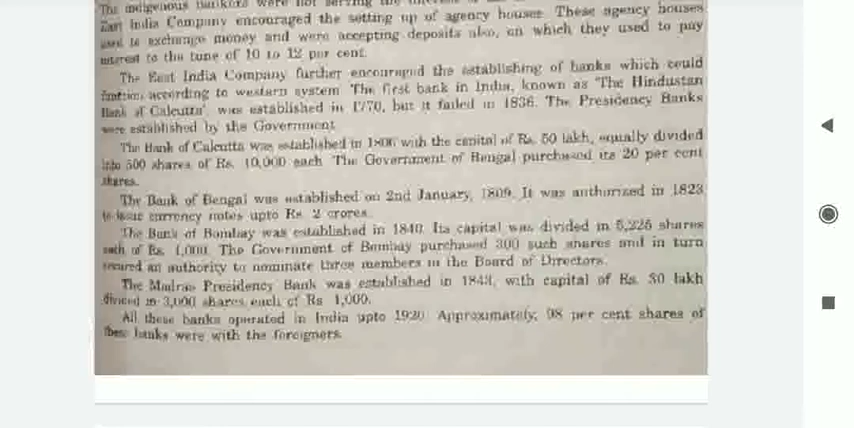 The indigenous bankers were not serving the
East India Company encouraged the setting up of agency houses. These agency houses
used to exchange money and were accepting deposits also, on which they used to pay
interest to the tune of 10 to 12 per cent.
The East India Company further encouraged the establishing of banks which could
function according to western system. The first bank in India, known as 'The Hindustan
Bank of Calcutta', was established in 1770, but it failed in 1836. The Presidency Banks
were established by the Government.
The Bank of Calcutta was established in 1806 with the capital of Rs. 50 lakh, equally divided
into 500 shares of Rs. 10,000 each. The Government of Bengal purchased its 20 per cent
shares.
The Bank of Bengal was established on 2nd January, 1809. It was authorized in 1823
to issue currency notes upto Rs. 2 crores.
The Bank of Bombay was established in 1840. Its capital was divided in 5,225 shares
each of Rs. 1,000. The Government of Bombay purchased 300 such shares and in turn
secured an authority to nominate three members in the Board of Directors.
The Madras Presidency Bank was established in 1843, with capital of Rs. 30 lakh
divided in 3,000 shares each of Rs 1,000.
All these banks operated in India upto 1920. Approximately, 98 per cent shares of
these banks were with the foreigners.